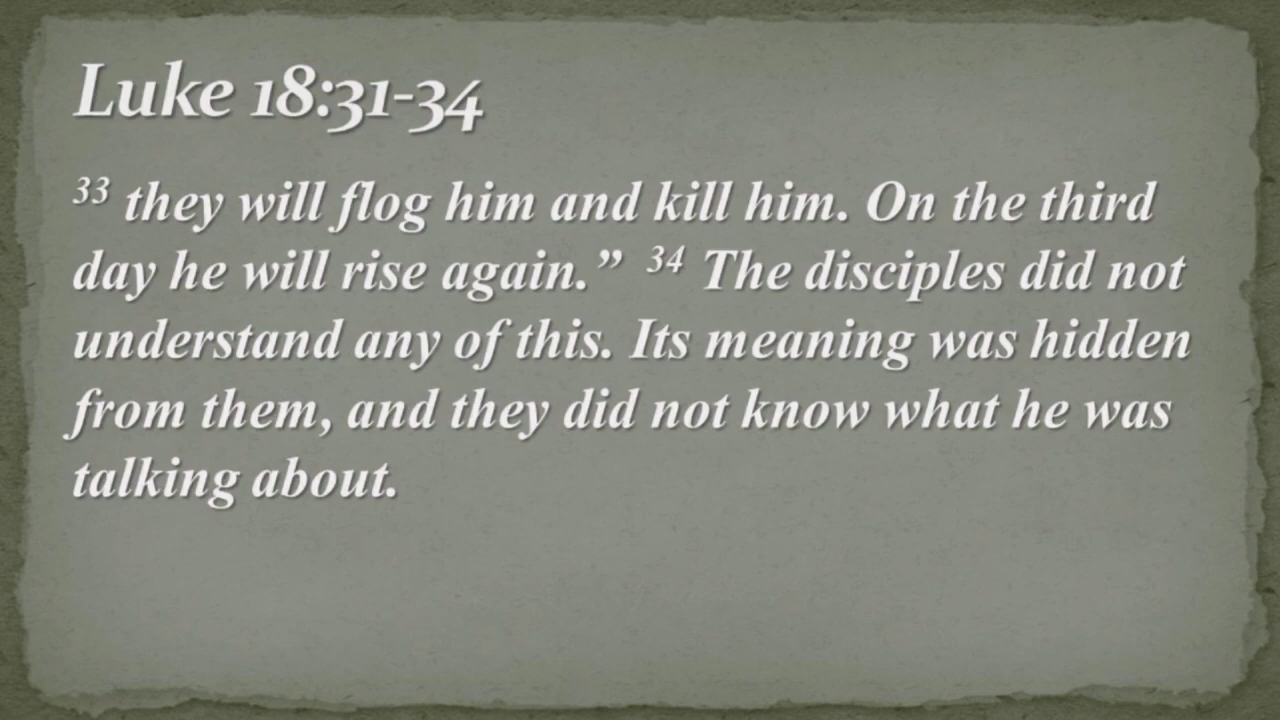 Luke 18:31-34
33 they will flog him and kill him. On the third
day he will rise again.” 34 The disciples did not
understand any of this. Its meaning was hidden
from them, and they did not know what he was
talking about.